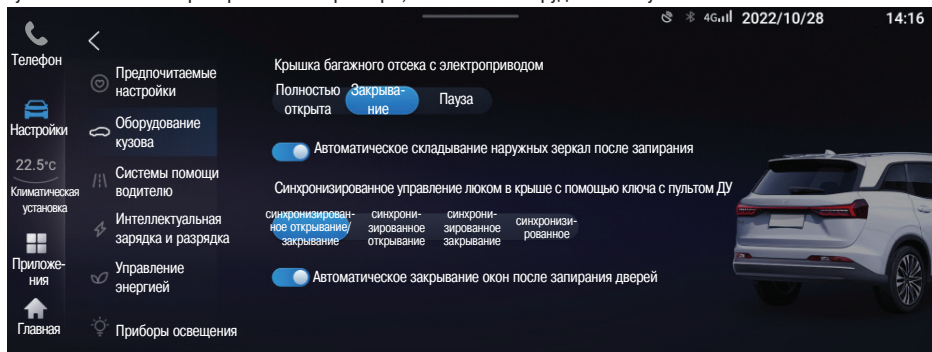 4G 2022/10/28 14:16
Телефон
Настройки
22.5°C
Климатическая
установка
Приложе-
ния
Главная
Предпочитаемые
настройки
Оборудование
кузова
Системы помощи
водителю
Интеллектуальная
зарядка и разрядка
Управление
энергией
Приборы освещения
Крышка багажного отсека с электроприводом
Полностью
открыта
Закрыва-
ние
Пауза
Автоматическое складывание наружных зеркал после запирания
Синхронизированное управление люком в крыше с помощью ключа с пультом ДУ
синхронизирован-
ное открывание/
закрывание
синхрони-
зированное
открывание
синхрони-
зированное
закрывание
синхронизи-
рованное
Автоматическое закрывание окон после запирания дверей